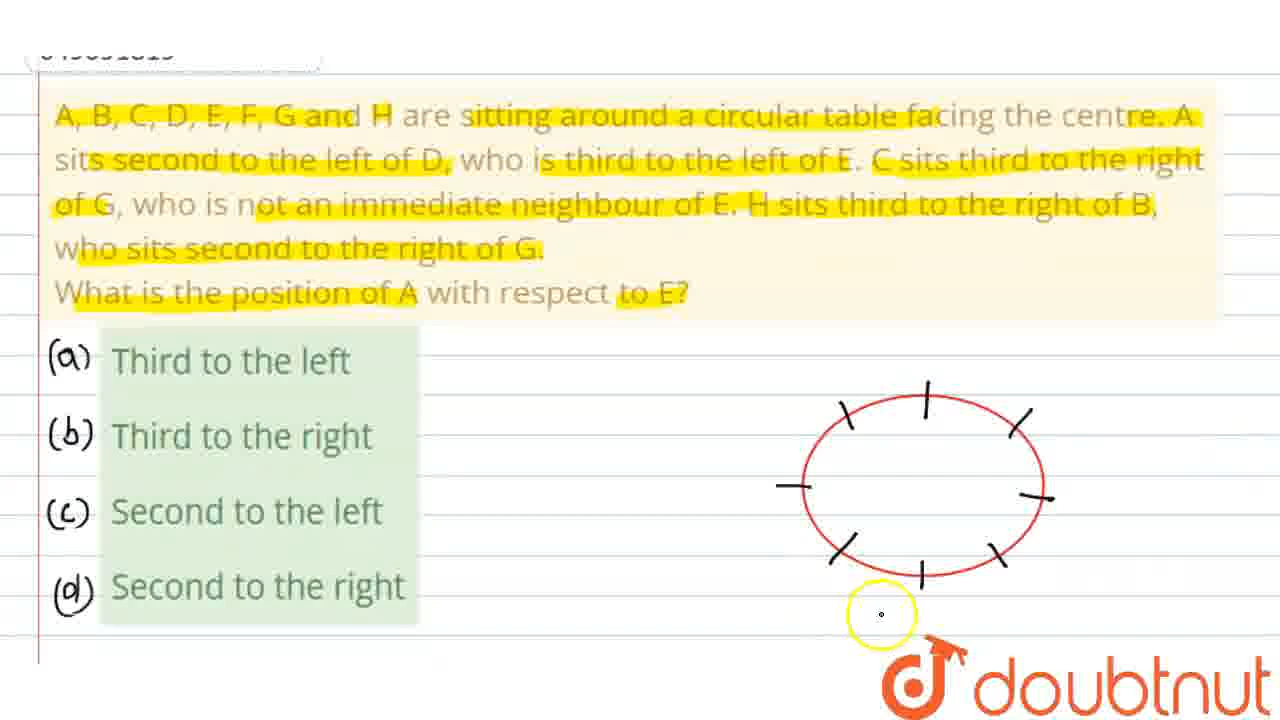 A, B, C, D, E, F, G and H are sitting around a circular table facing the centre. A
sits second to the left of D, who is third to the left of E. C sits third to the right
of G, who is not an immediate neighbour of E. H sits third to the right of B,
who sits second to the right of G.
What is the position of A with respect to E?
(a) Third to the left
(b) Third to the right
(c) Second to the left
(d) Second to the right
doubtnut